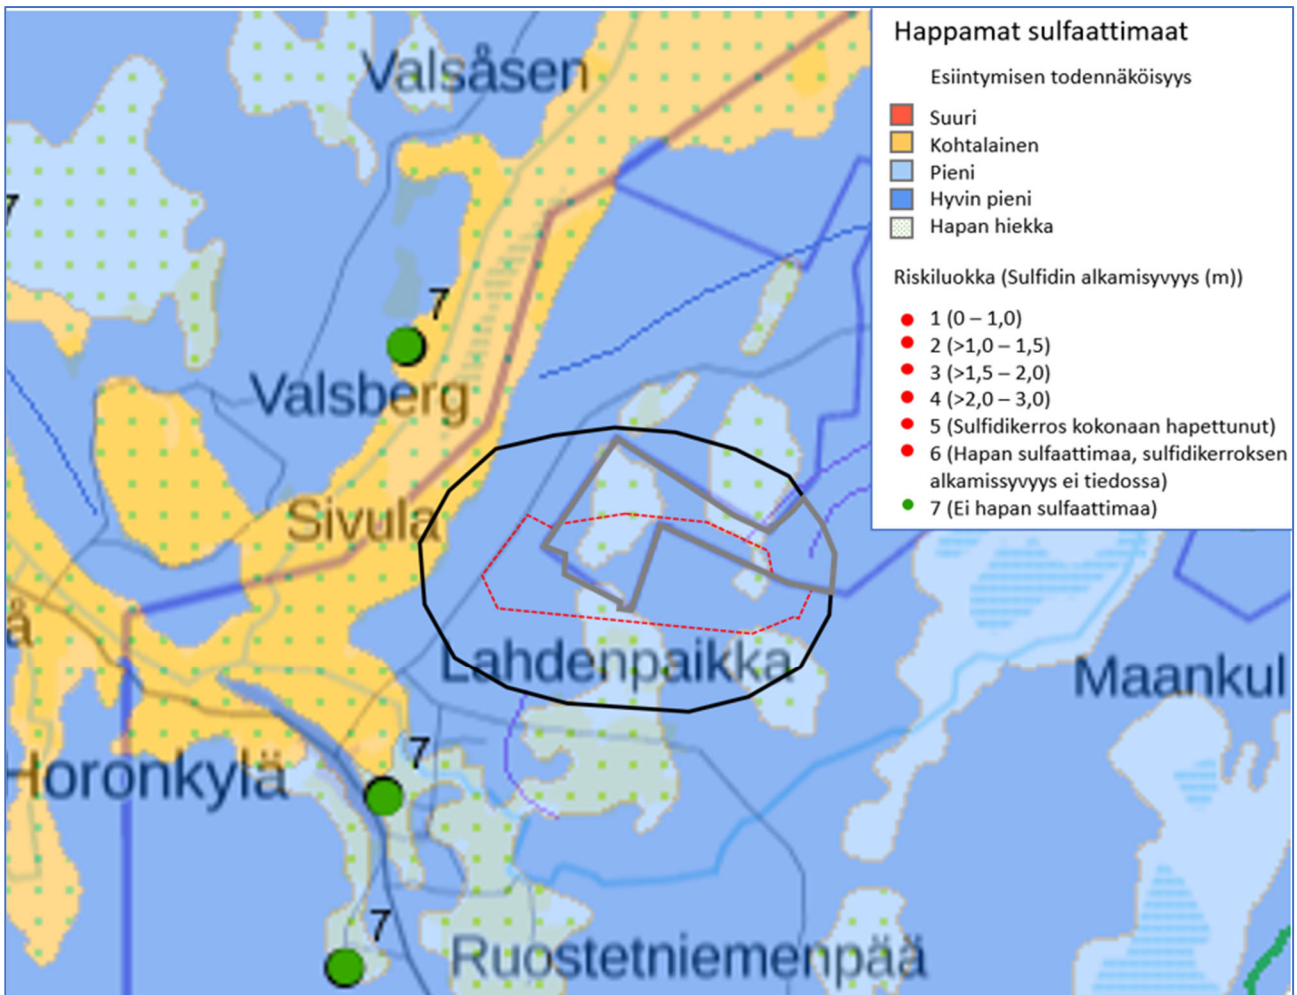 Happamat sulfaattimaat
Esiintymisen todennäköisyys
Suuri
Kohtalainen
Pieni
Hyvin pieni
Hapan hiekka
Riskiluokka (Sulfidin alkamisyvyys (m))
1 (0 – 1,0)
2 (>1,0 – 1,5)
3 (>1,5 – 2,0)
4 (>2,0 – 3,0)
5 (Sulfidikerros kokonaan hapettunut)
6 (Hapan sulfaattimaa, sulfidikerroksen
alkamissyvyys ei tiedossa)
7 (Ei hapan sulfaattimaa)
Valsåsen
7
7
Valsberg
Sivula
å
Lahdenpaikka
Maankul
7
Horonkylä
7
Ruostetniemenpää